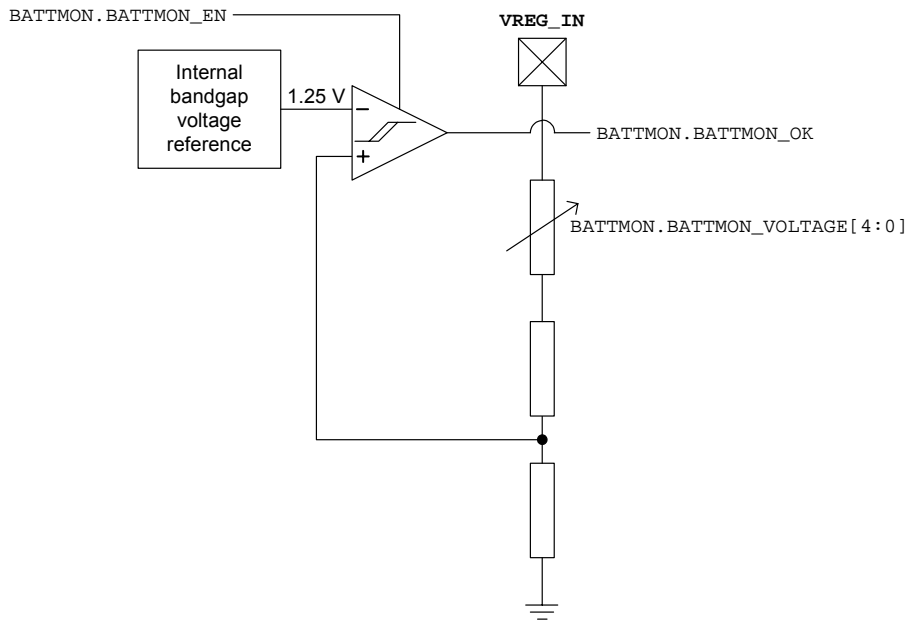 BATTMON.BATTMON_EN
VREG_IN
Internal
bandgap
voltage
reference
1.25 V
−
+
BATTMON.BATTMON_OK
BATTMON.BATTMON_VOLTAGE[4:0]